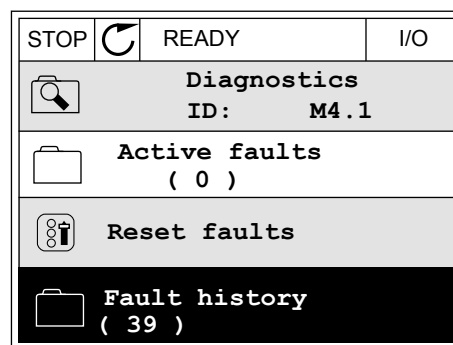 STOP READY I/O
Diagnostics
ID: M4.1
Active faults
( 0 )
Reset faults
Fault history
( 39 )